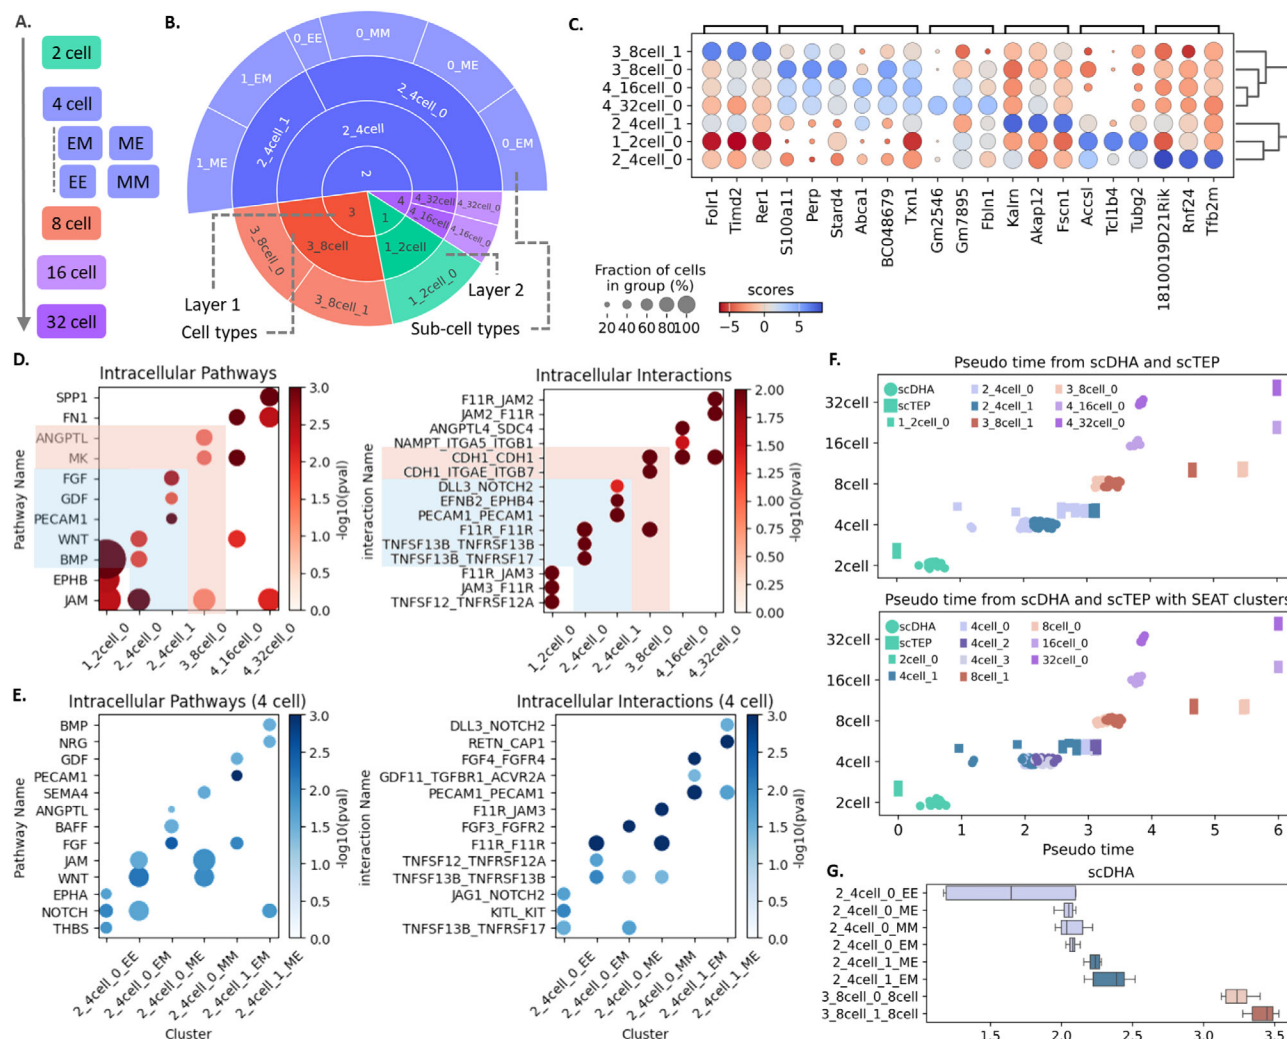 A.
2 cell
4 cell
EM ME
EE MM
8 cell
16 cell
32 cell
B.
0_EE
0_MM
0_ME
0_EM
1_EM
1_ME
2_4cell_1
2_4cell_0
2_4cell
2
3
1
4
3_8cell
3_8cell_0
3_8cell_1
1_2cell
1_2cell_0
4_32cell
4_32cell_0
4_16cell
4_16cell_0
Layer 1
Cell types
Layer 2
Sub-cell types
C.
3_8cell_1
3_8cell_0
4_16cell_0
4_32cell_0
2_4cell_1
1_2cell_0
2_4cell_0
Folr1
Timd2
Rer1
S100a11
Perp
Stard4
Abca1
BC048679
Txn1
Gm2546
Gm7895
Fbln1
Kalrn
Akap12
Fscn1
Accsl
Tcl1b4
Tubg2
1810019D21Rik
Rnf24
Tfb2m
Fraction of cells
in group (%)
20 40 60 80 100
scores
−5 0 5
D.
Intracellular Pathways
Pathway Name
SPP1
FN1
ANGPTL
MK
FGF
GDF
PECAM1
WNT
BMP
EPHB
JAM
1_2cell_0
2_4cell_0
2_4cell_1
3_8cell_0
4_16cell_0
4_32cell_0
3.0
2.5
2.0
1.5
1.0
0.5
0.0
-log10(pval)
Intracellular Interactions
interaction Name
F11R_JAM2
JAM2_F11R
ANGPTL4_SDC4
NAMPT_ITGA5_ITGB1
CDH1_CDH1
CDH1_ITGAE_ITGB7
DLL3_NOTCH2
EFNB2_EPHB4
PECAM1_PECAM1
F11R_F11R
TNFSF13B_TNFRSF13B
TNFSF13B_TNFRSF17
F11R_JAM3
JAM3_F11R
TNFSF12_TNFRSF12A
1_2cell_0
2_4cell_0
2_4cell_1
3_8cell_0
4_16cell_0
4_32cell_0
2.00
1.75
1.50
1.25
1.00
0.75
0.50
0.25
0.00
-log10(pval)
E.
Intracellular Pathways (4 cell)
Pathway Name
BMP
NRG
GDF
PECAM1
SEMA4
ANGPTL
BAFF
FGF
JAM
WNT
EPHA
NOTCH
THBS
2_4cell_0_EE
2_4cell_0_EM
2_4cell_0_ME
2_4cell_0_MM
2_4cell_1_EM
2_4cell_1_ME
Cluster
3.0
2.5
2.0
1.5
1.0
0.5
0.0
-log10(pval)
Intracellular Interactions (4 cell)
interaction Name
DLL3_NOTCH2
RETN_CAP1
FGF4_FGFR4
GDF11_TGFBR1_ACVR2A
PECAM1_PECAM1
F11R_JAM3
FGF3_FGFR2
F11R_F11R
TNFSF12_TNFRSF12A
TNFSF13B_TNFRSF13B
JAG1_NOTCH2
KITL_KIT
TNFSF13B_TNFRSF17
2_4cell_0_EE
2_4cell_0_EM
2_4cell_0_ME
2_4cell_0_MM
2_4cell_1_EM
2_4cell_1_ME
Cluster
3.0
2.5
2.0
1.5
1.0
0.5
0.0
-log10(pval)
F.
Pseudo time from scDHA and scTEP
scDHA 2_4cell_0 3_8cell_0
scTEP 2_4cell_1 4_16cell_0
1_2cell_0 3_8cell_1 4_32cell_0
32cell
16cell
8cell
4cell
2cell
Pseudo time from scDHA and scTEP with SEAT clusters
scDHA 4cell_0 8cell_0
scTEP 4cell_2 16cell_0
2cell_0 4cell_3 32cell_0
4cell_1 8cell_1
32cell
16cell
8cell
4cell
2cell
0 1 2 3 4 5 6
Pseudo time
G.
scDHA
2_4cell_0_EE
2_4cell_0_ME
2_4cell_0_MM
2_4cell_0_EM
2_4cell_1_ME
2_4cell_1_EM
3_8cell_0_8cell
3_8cell_1_8cell
1.5 2.0 2.5 3.0 3.5